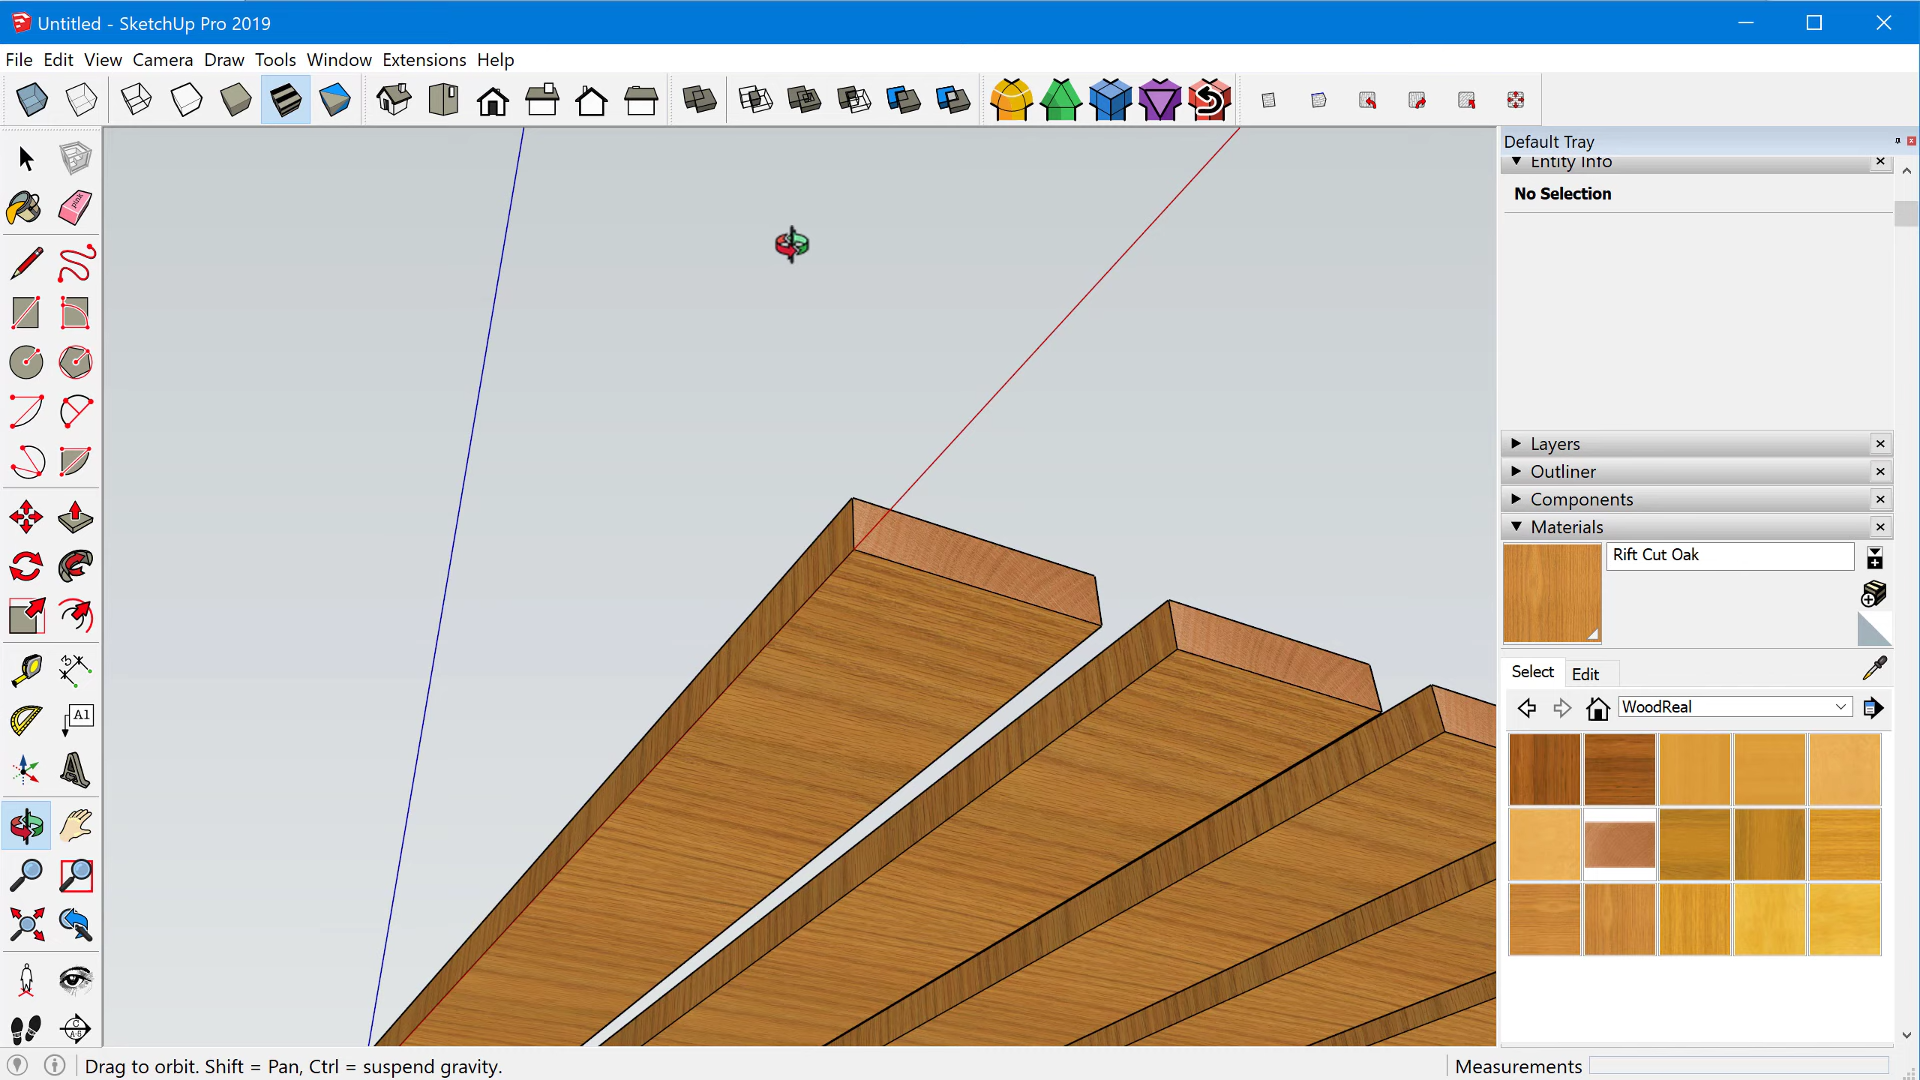 Untitled - SketchUp Pro 2019
File Edit View Camera Draw Tools Window Extensions Help
Default Tray
Entity Info
No Selection
Layers
Outliner
Components
Materials
Rift Cut Oak
Select Edit
WoodReal
Drag to orbit. Shift = Pan, Ctrl = suspend gravity.
Measurements